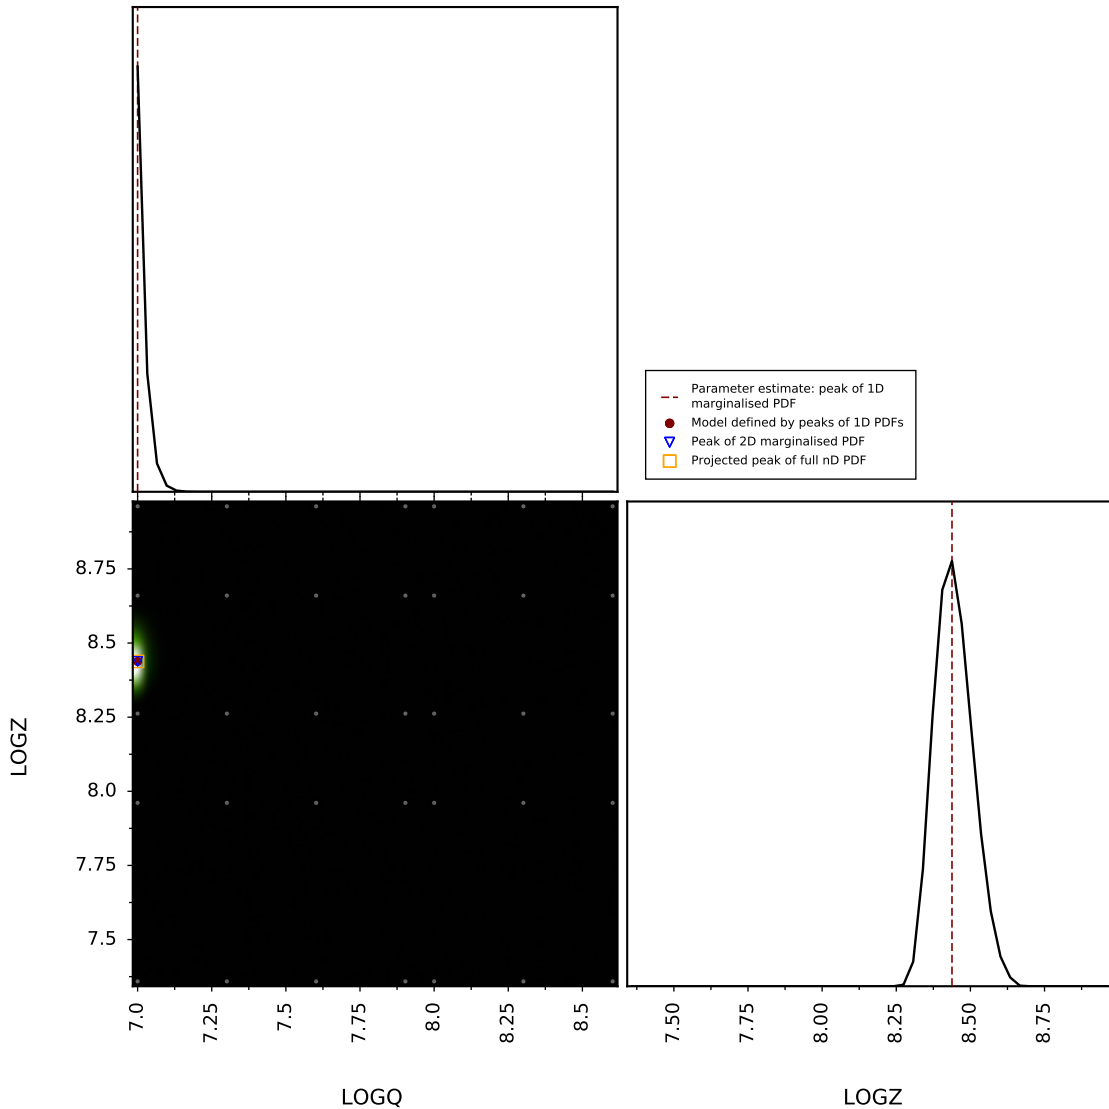 Parameter estimate: peak of 1D
marginalised PDF
Model defined by peaks of 1D PDFs
Peak of 2D marginalised PDF
Projected peak of full nD PDF
8.75
8.5
8.25
8.0
7.75
7.5
LOGZ
7.0 7.25 7.5 7.75 8.0 8.25 8.5
LOGQ
7.50 7.75 8.00 8.25 8.50 8.75
LOGZ